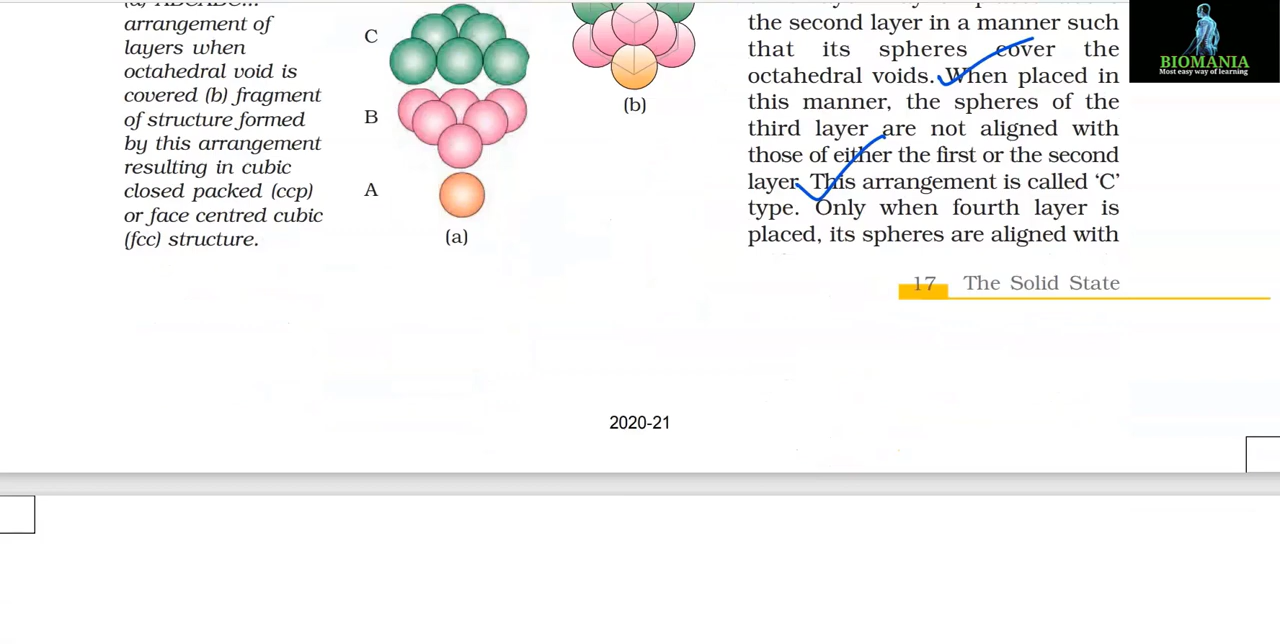 arrangement of
layers when
octahedral void is
covered (b) fragment
of structure formed
by this arrangement
resulting in cubic
closed packed (ccp)
or face centred cubic
(fcc) structure.
C
B
A
(a)
(b)
the second layer in a manner such
that its spheres cover the
octahedral voids. When placed in
this manner, the spheres of the
third layer are not aligned with
those of either the first or the second
layer. This arrangement is called ‘C’
type. Only when fourth layer is
placed, its spheres are aligned with
17 The Solid State
2020-21
BIOMANIA
Most easy way of learning